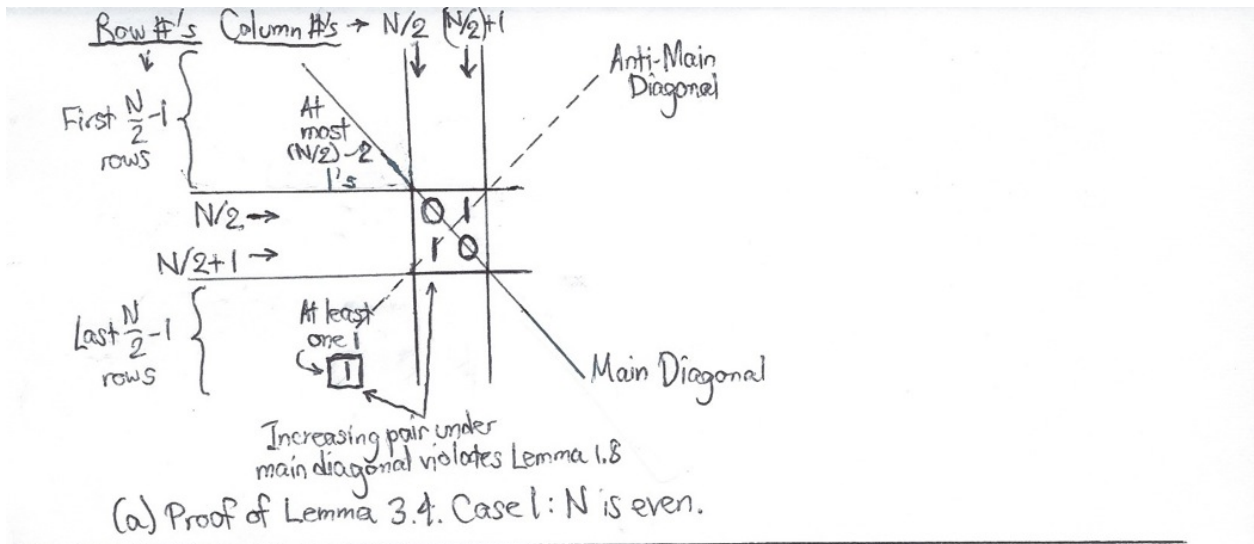 Row #'s Column #'s → N/2 (N/2)+1
Anti-Main
Diagonal
First N/2 -1
rows
At
most
(N/2)-2
1's
N/2 →
0 1
N/2+1 →
1 0
Last N/2 -1
rows
At least
one 1
1
Main Diagonal
Increasing pair under
main diagonal violates Lemma 1.8
(a) Proof of Lemma 3.4. Case 1: N is even.